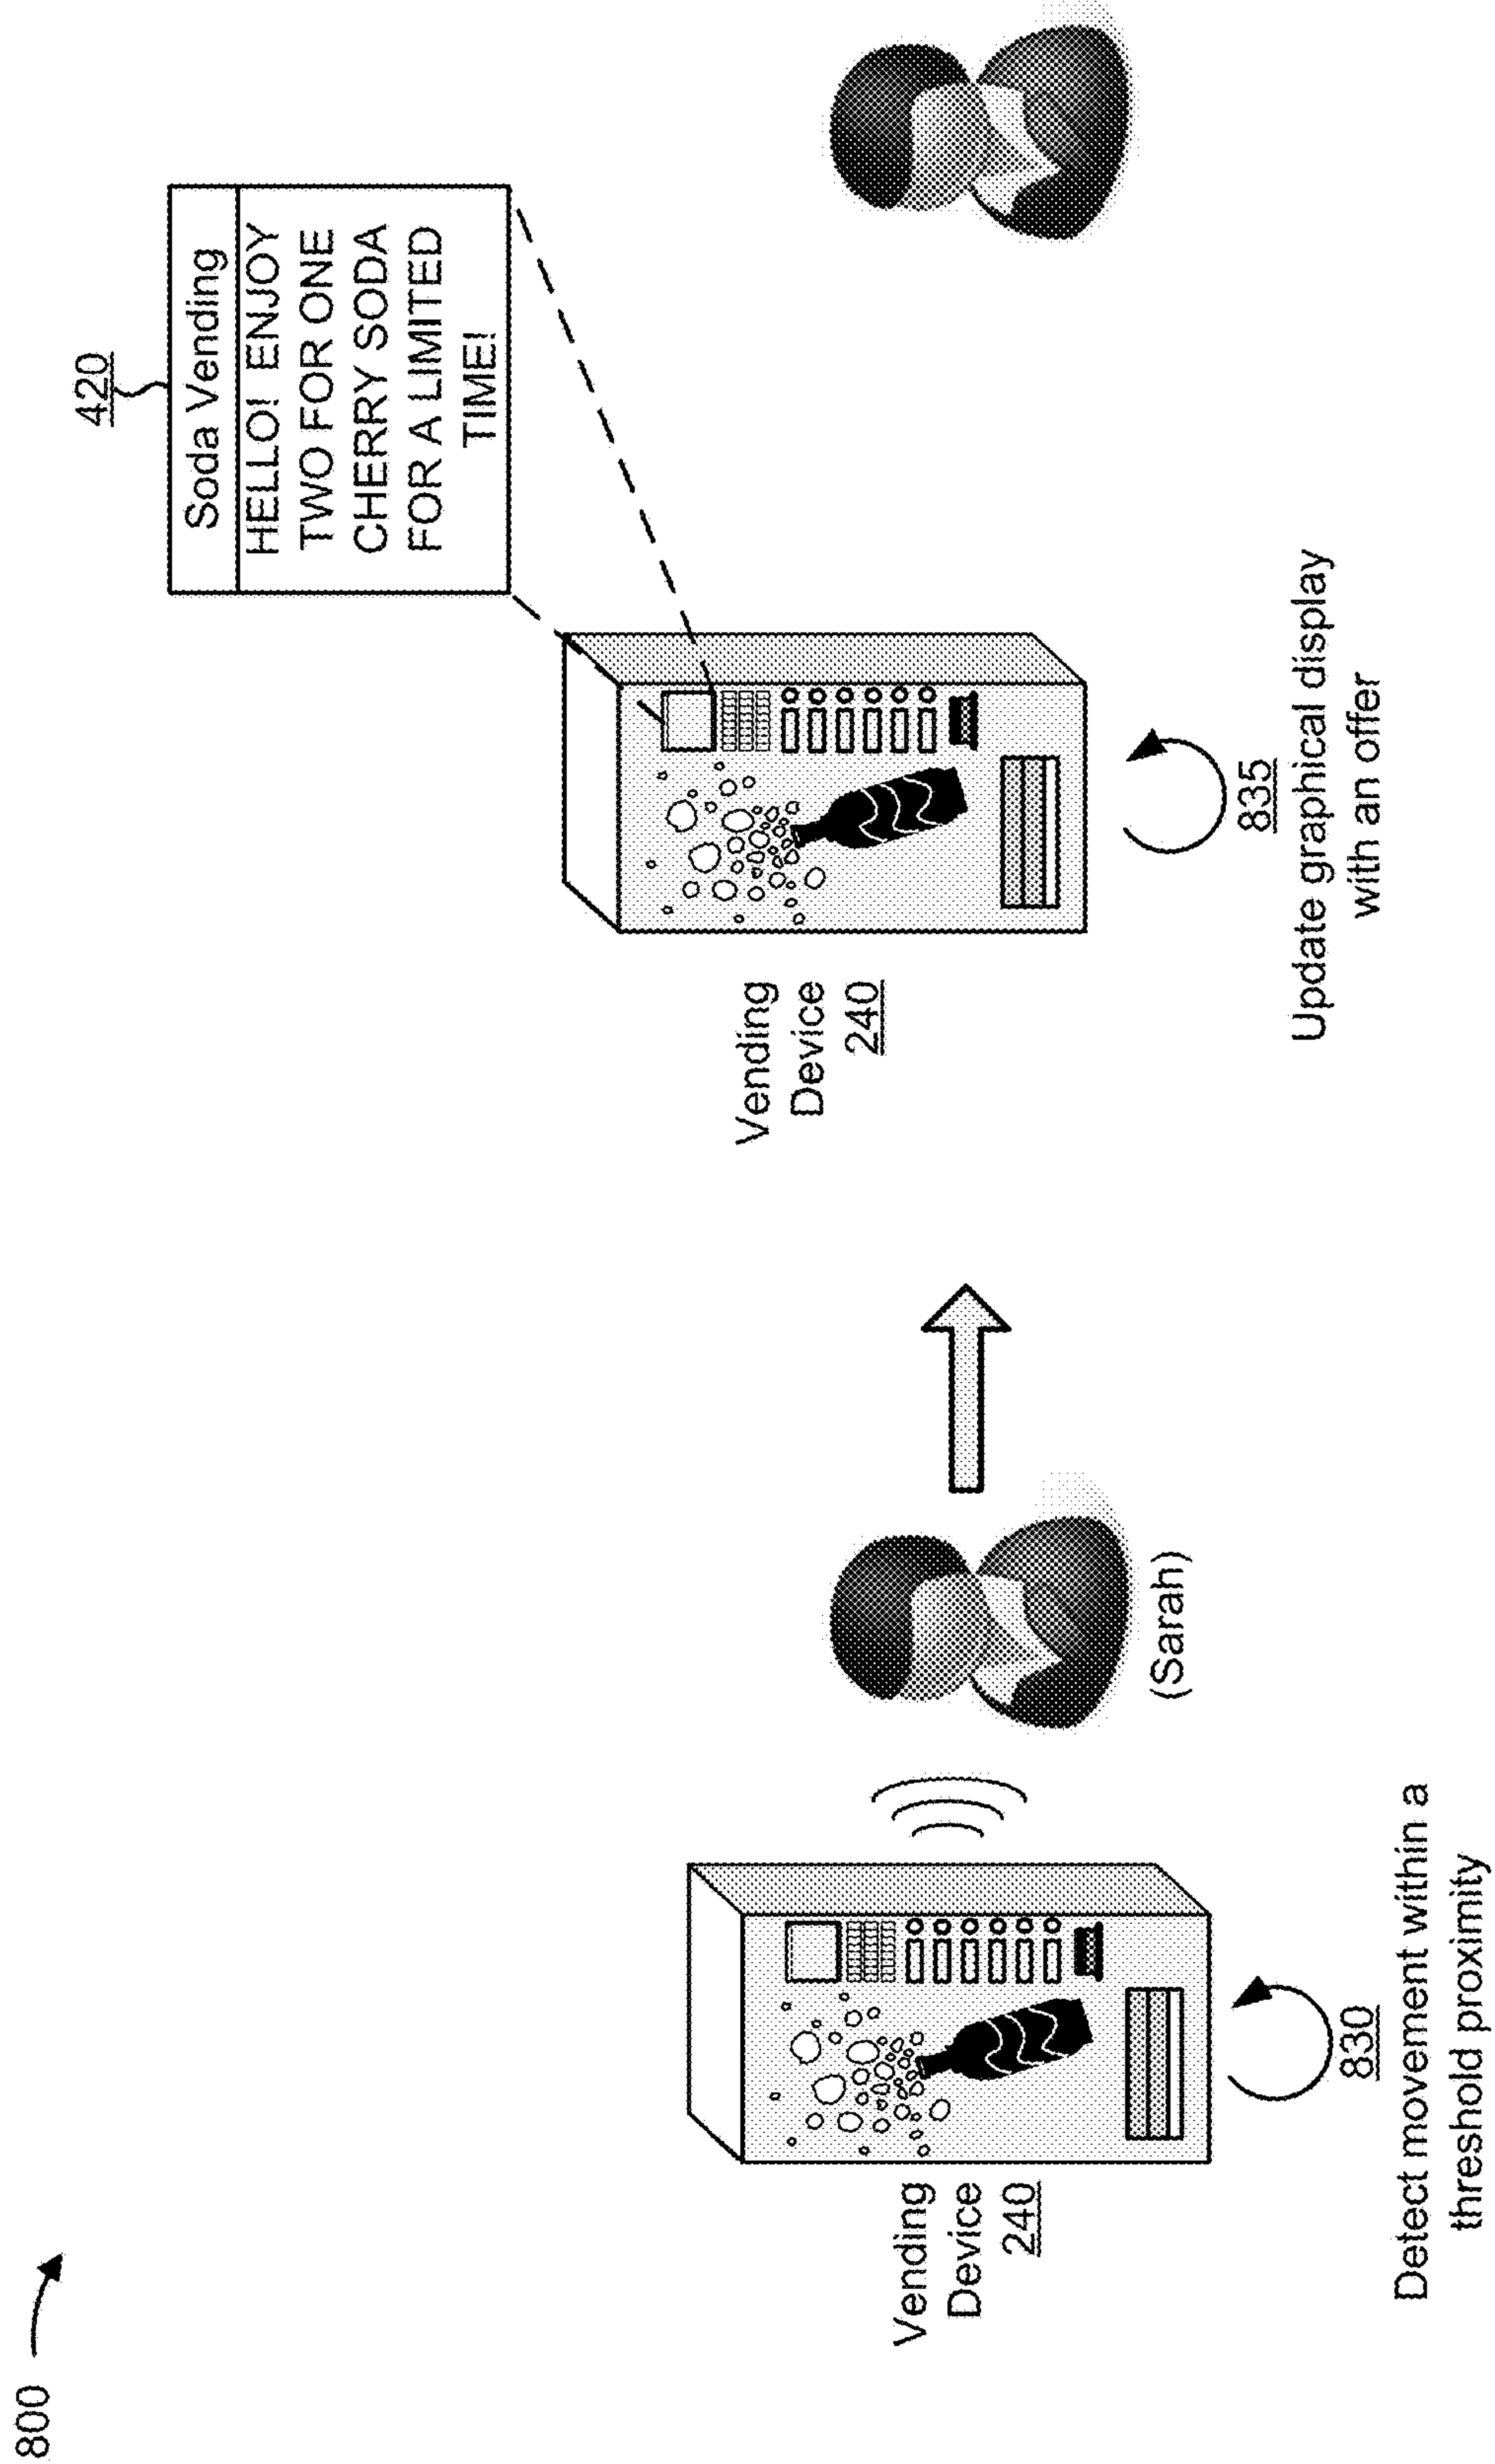 800
Vending
Device
240
830
Detect movement within a
threshold proximity
(Sarah)
Vending
Device
240
420
Soda Vending
HELLO! ENJOY
TWO FOR ONE
CHERRY SODA
FOR A LIMITED
TIME!
835
Update graphical display
with an offer